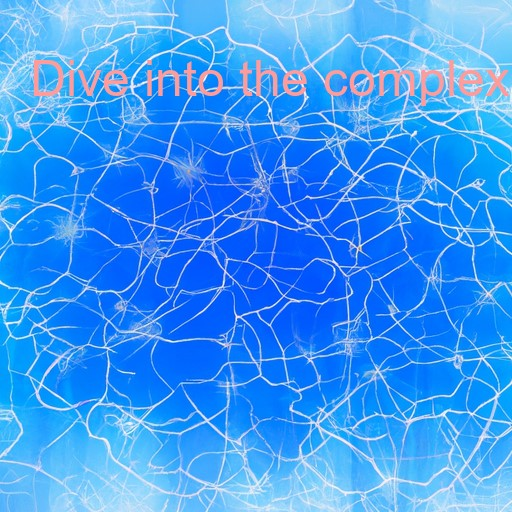 Dive into the complex